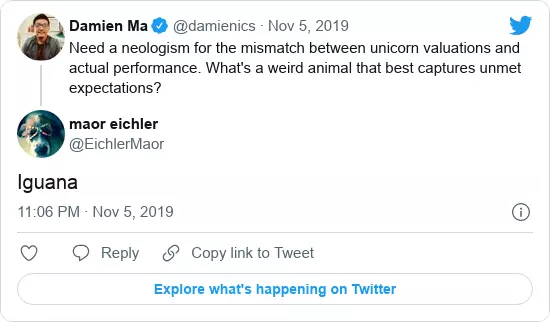 Damien Ma @damienics · Nov 5, 2019
Need a neologism for the mismatch between unicorn valuations and
actual performance. What's a weird animal that best captures unmet
expectations?
maor eichler
@EichlerMaor
Iguana
11:06 PM · Nov 5, 2019
Reply Copy link to Tweet
Explore what's happening on Twitter